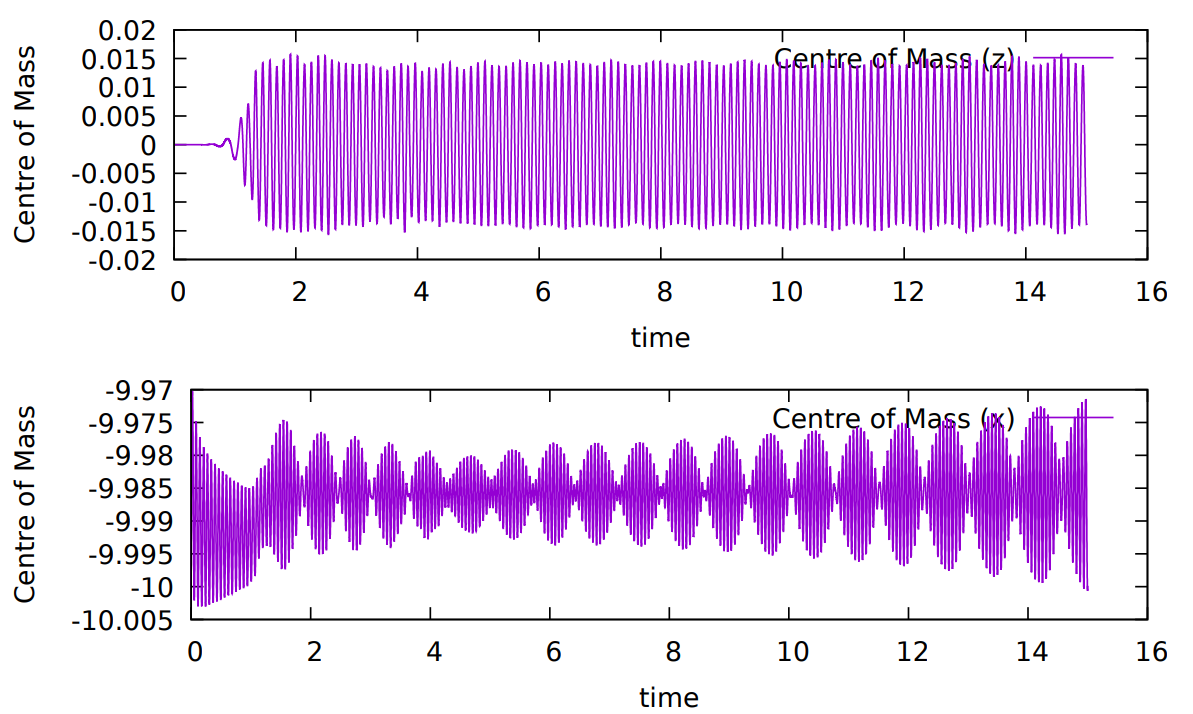 Centre of Mass
0.02
0.015
0.01
0.005
0
-0.005
-0.01
-0.015
-0.02
Centre of Mass (z)
0 2 4 6 8 10 12 14 16
time
Centre of Mass
-9.97
-9.975
-9.98
-9.985
-9.99
-9.995
-10
-10.005
Centre of Mass (x)
0 2 4 6 8 10 12 14 16
time